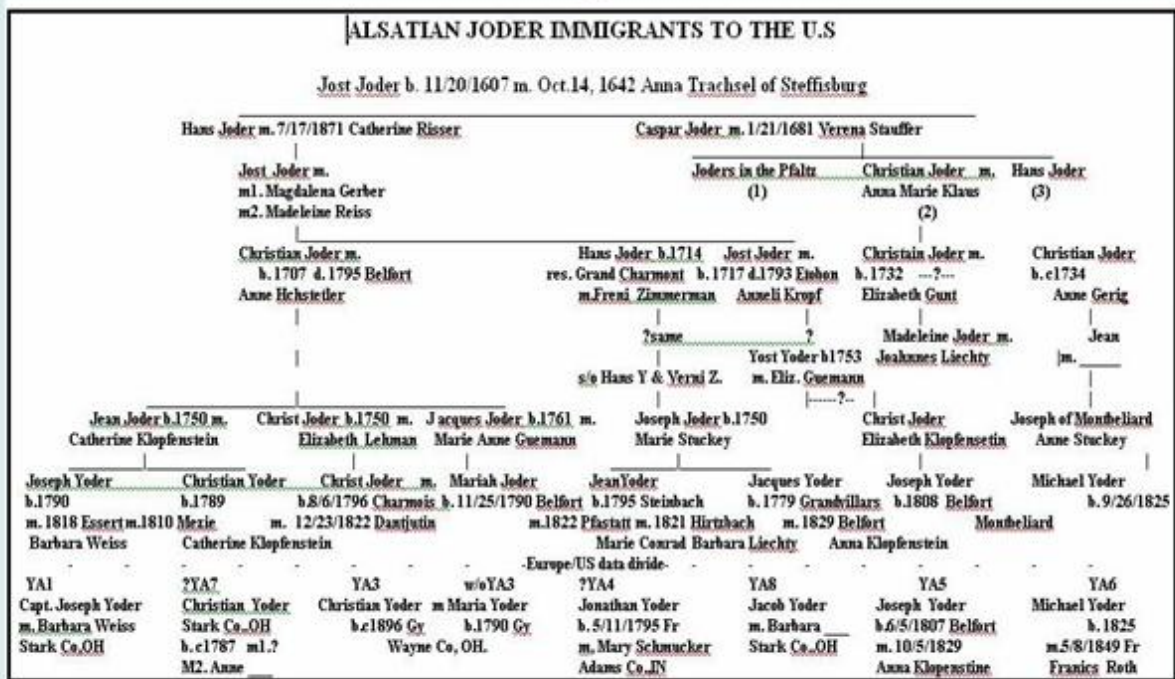 ALSATIAN JODER IMMIGRANTS TO THE U.S
Jost Joder b. 11/20/1607 m. Oct.14, 1642 Anna Trachsel of Steffisburg
Hans Joder m. 7/17/1871 Catherine Risser Caspar Joder m. 1/21/1681 Verena Stauffer
Jost Joder m. Joders in the Pfaltz Christian Joder m. Hans Joder
m1. Magdalena Gerber (1) Anna Marie Klaus (3)
m2. Madeleine Reiss (2)
Christian Joder m. Hans Joder b.1714 Jost Joder m. Christain Joder m. Christian Joder
b. 1707 d. 1795 Belfort res. Grand Charmont b. 1717 d.1793 Etobon b. 1732 ---?--- b. c1734
Anne Hchstetler m.Freni Zimmerman Anneli Kropf Elizabeth Gunt Anne Gerig
?same ? Madeleine Joder m. Jean
Yost Yoder b1753 Joahnnes Liechty m. ____
s/o Hans Y & Verni Z. m. Eliz. Guemann
------?--
Jean Joder b.1750 m. Christ Joder b.1750 m. Jacques Joder b.1761 m. Joseph Joder b.1750 Christ Joder Joseph of Montbeliard
Catherine Klopfenstein Elizabeth Lehman Marie Anne Guemann Marie Stuckey Elizabeth Klopfensetin Anne Stuckey
Joseph Yoder Christian Yoder Christ Joder m. Mariah Joder JeanYoder Jacques Yoder Joseph Yoder Michael Yoder
b.1790 b.1789 b.8/6/1796 Charmois b. 11/25/1790 Belfort b.1795 Steinbach b. 1779 Grandvillars b.1808 Belfort b.9/26/1825
m. 1818 Essert m.1810 Mezie m. 12/23/1822 Dantjutin m.1822 Pfastatt m. 1821 Hirtzbach m. 1829 Belfort Montbeliard
Barbara Weiss Catherine Klopfenstein Marie Conrad Barbara Liechty Anna Klopfenstein
-Europe/US data divide-
YA1 ?YA7 YA3 w/oYA3 ?YA4 YA8 YA5 YA6
Capt. Joseph Yoder Christian Yoder Christian Yoder m Maria Yoder Jonathan Yoder Jacob Yoder Joseph Yoder Michael Yoder
m. Barbara Weiss Stark Co.,OH b.c1896 Gy b.1790 Gy b. 5/11/1795 Fr m. Barbara ___ b.6/5/1807 Belfort b. 1825
Stark Co,OH b. c1787 m1.? Wayne Co, OH. m, Mary Schmucker Stark Co.,OH m. 10/5/1829 m.5/8/1849 Fr
M2. Anne ___ Adams Co.,IN Anna Klopenstine Franics Roth